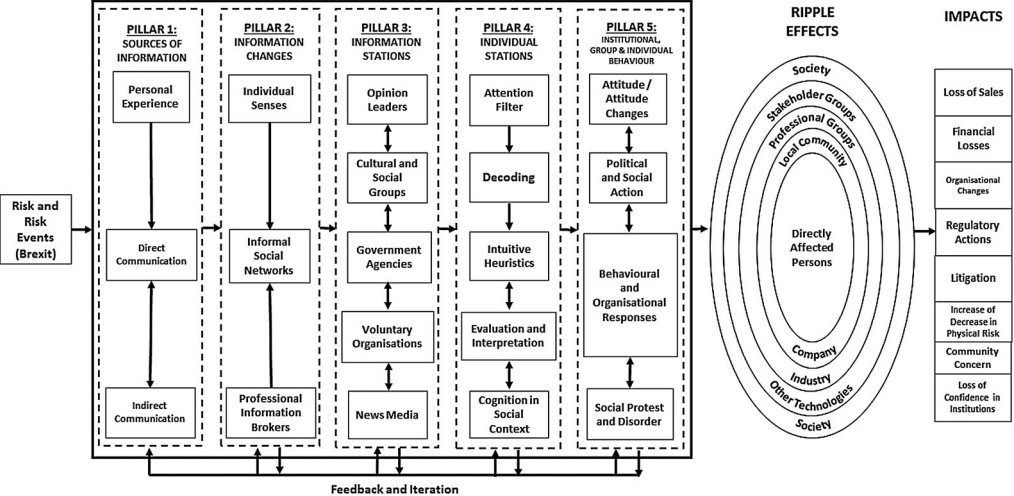 Risk and
Risk
Events
(Brexit)
PILLAR 1:
SOURCES OF
INFORMATION
Personal
Experience
Direct
Communication
Indirect
Communication
PILLAR 2:
INFORMATION
CHANGES
Individual
Senses
Informal
Social
Networks
Professional
Information
Brokers
PILLAR 3:
INFORMATION
STATIONS
Opinion
Leaders
Cultural and
Social
Groups
Government
Agencies
Voluntary
Organisations
News Media
PILLAR 4:
INDIVIDUAL
STATIONS
Attention
Filter
Decoding
Intuitive
Heuristics
Evaluation and
Interpretation
Cognition in
Social
Context
PILLAR 5:
INSTITUTIONAL,
GROUP & INDIVIDUAL
BEHAVIOUR
Attitude /
Attitude
Changes
Political
and Social
Action
Behavioural
and
Organisational
Responses
Social Protest
and Disorder
Feedback and Iteration
RIPPLE
EFFECTS
Society
Stakeholder Groups
Professional Groups
Local Community
Directly
Affected
Persons
Company
Industry
Other Technologies
Society
IMPACTS
Loss of Sales
Financial
Losses
Organisational
Changes
Regulatory
Actions
Litigation
Increase of
Decrease in
Physical Risk
Community
Concern
Loss of
Confidence in
Institutions